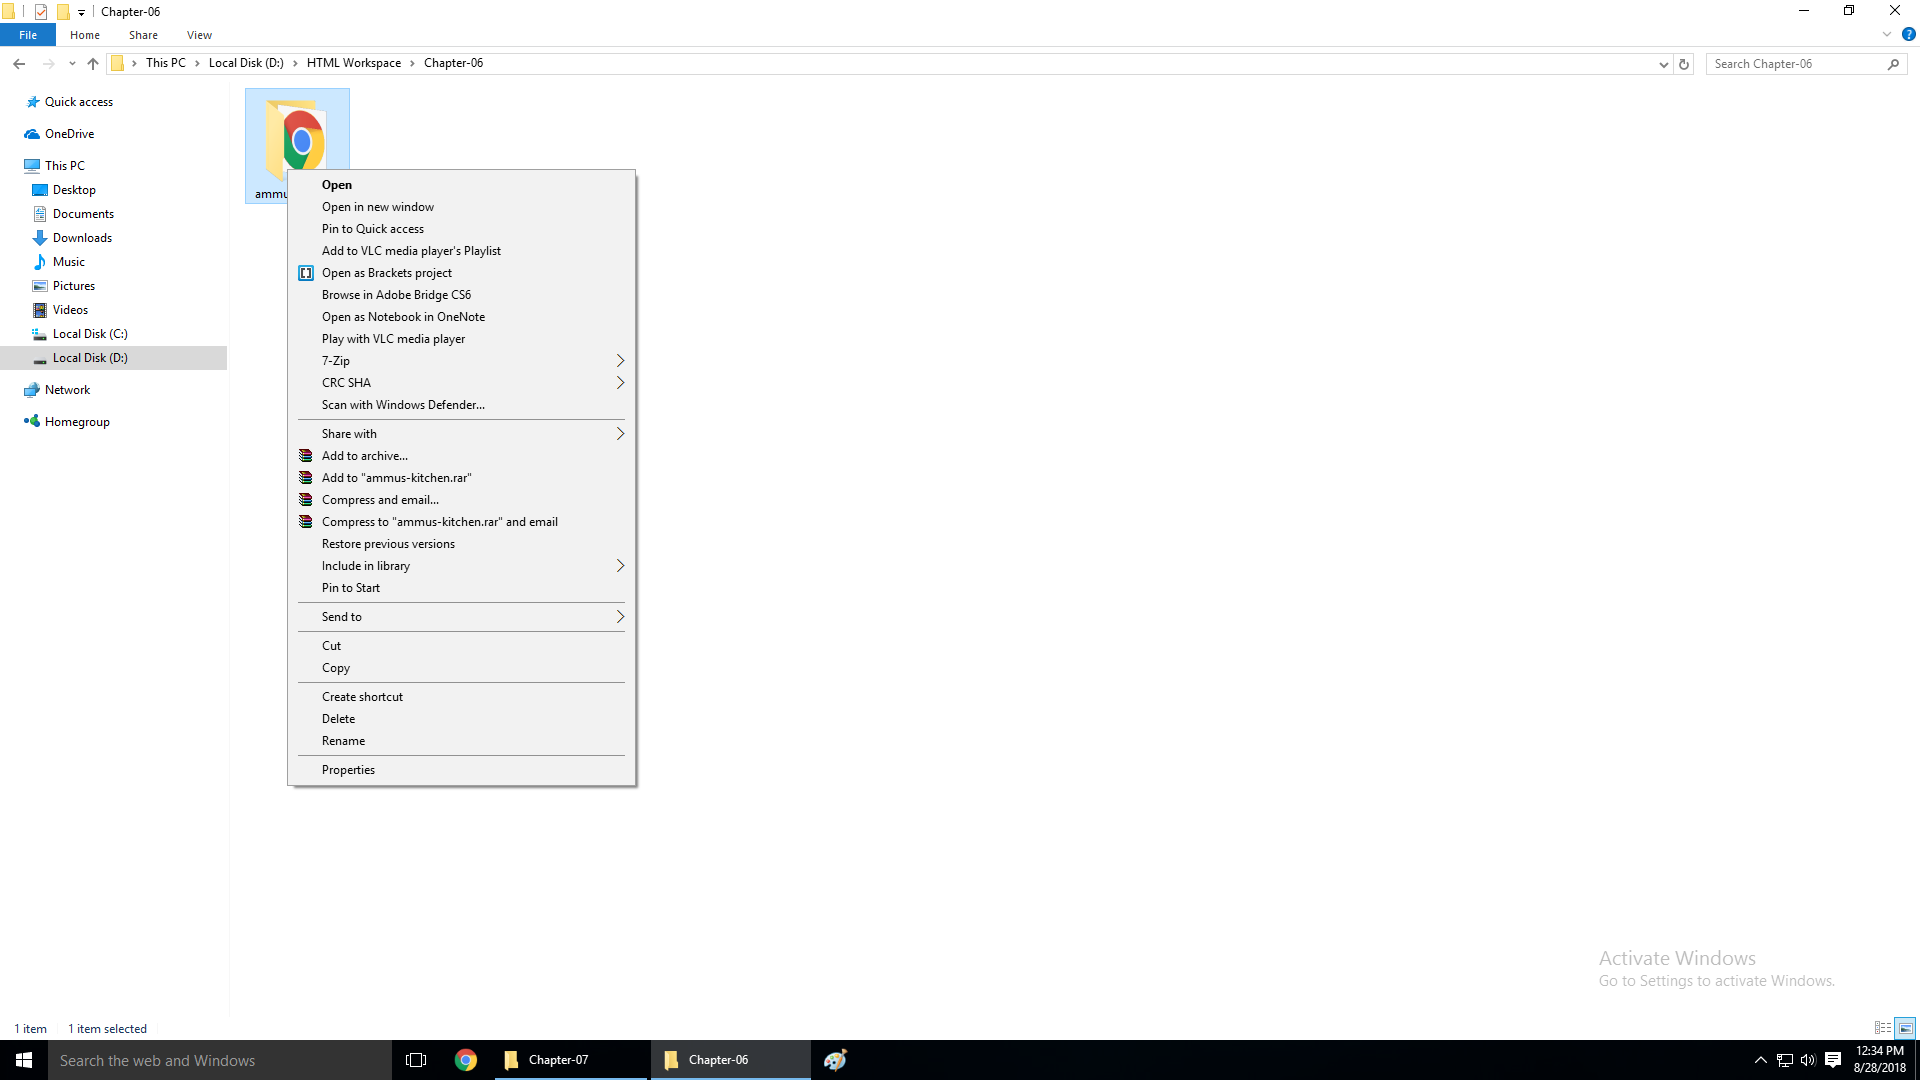 Chapter-06
File Home Share View
This PC Local Disk (D:) HTML Workspace Chapter-06
Search Chapter-06
Quick access
OneDrive
This PC
Desktop
Documents
Downloads
Music
Pictures
Videos
Local Disk (C:)
Local Disk (D:)
Network
Homegroup
Open
Open in new window
Pin to Quick access
Add to VLC media player's Playlist
Open as Brackets project
Browse in Adobe Bridge CS6
Open as Notebook in OneNote
Play with VLC media player
7-Zip
CRC SHA
Scan with Windows Defender...
Share with
Add to archive...
Add to "ammus-kitchen.rar"
Compress and email...
Compress to "ammus-kitchen.rar" and email
Restore previous versions
Include in library
Pin to Start
Send to
Cut
Copy
Create shortcut
Delete
Rename
Properties
Activate Windows
Go to Settings to activate Windows.
1 item 1 item selected
Search the web and Windows
Chapter-07
Chapter-06
12:34 PM
8/28/2018